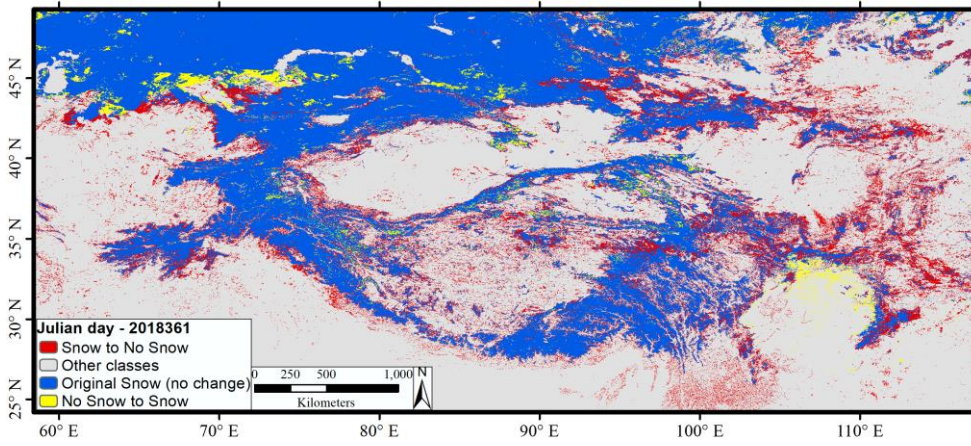 45° N
40° N
35° N
30° N
25° N
Julian day - 2018361
Snow to No Snow
Other classes
Original Snow (no change)
No Snow to Snow
0 250 500 1,000
Kilometers
N
60° E 70° E 80° E 90° E 100° E 110° E